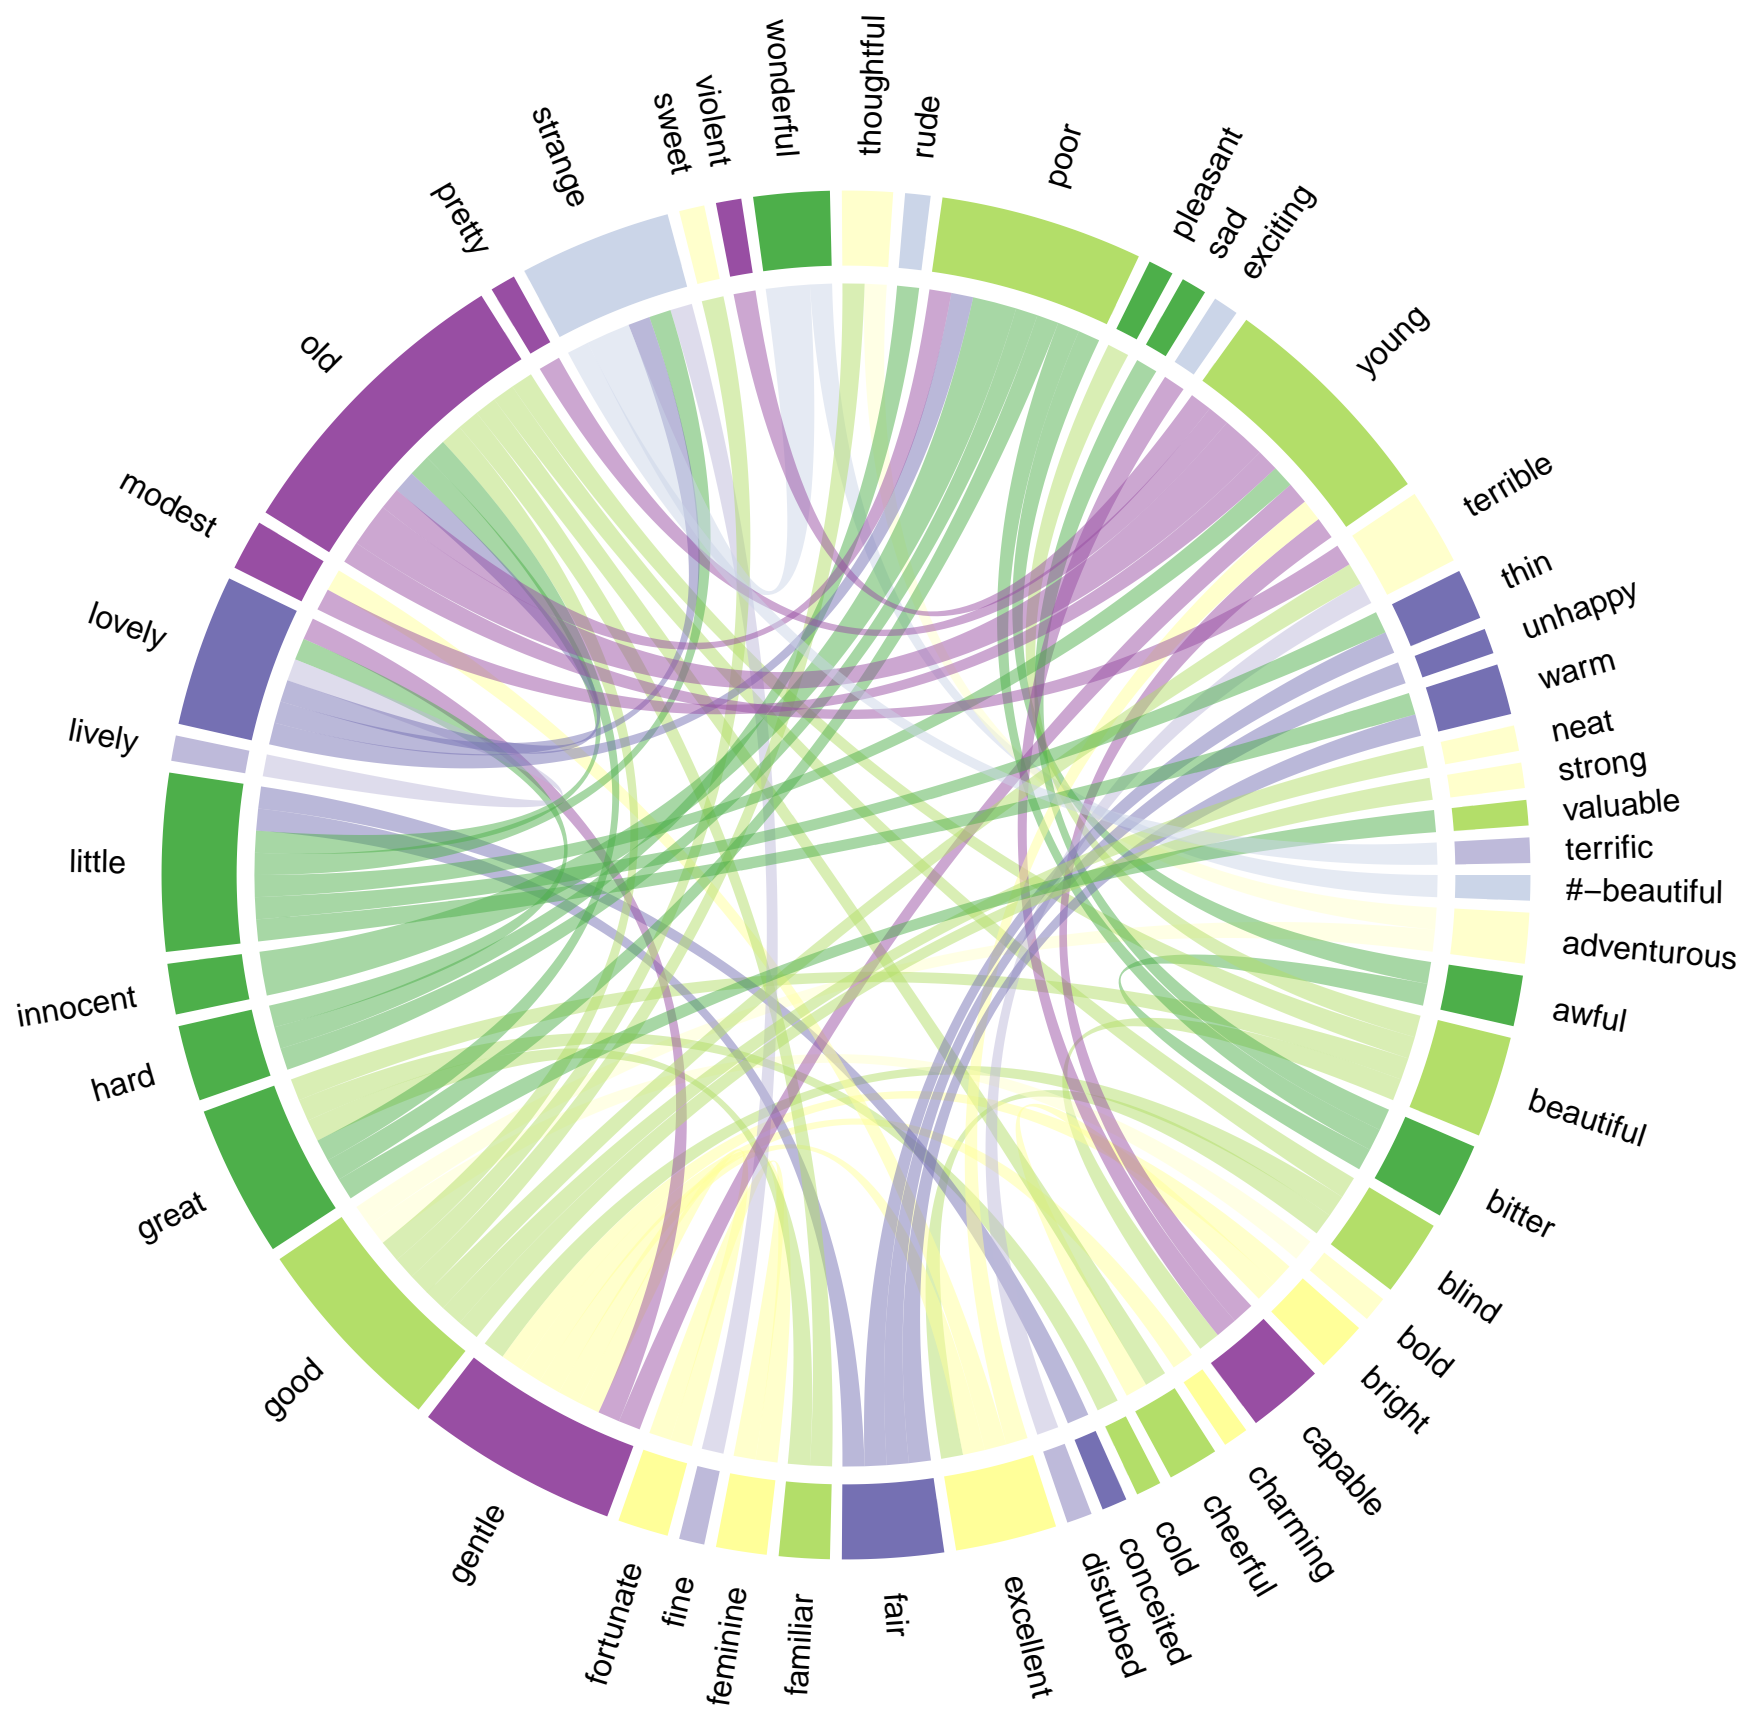 thoughtful
rude
poor
pleasant
sad
exciting
young
terrible
thin
unhappy
warm
neat
strong
valuable
terrific
#−beautiful
adventurous
awful
beautiful
bitter
blind
bold
bright
capable
charming
cheerful
cold
conceited
disturbed
excellent
fair
familiar
feminine
fine
fortunate
gentle
good
great
hard
innocent
little
lively
lovely
modest
old
pretty
strange
sweet
violent
wonderful